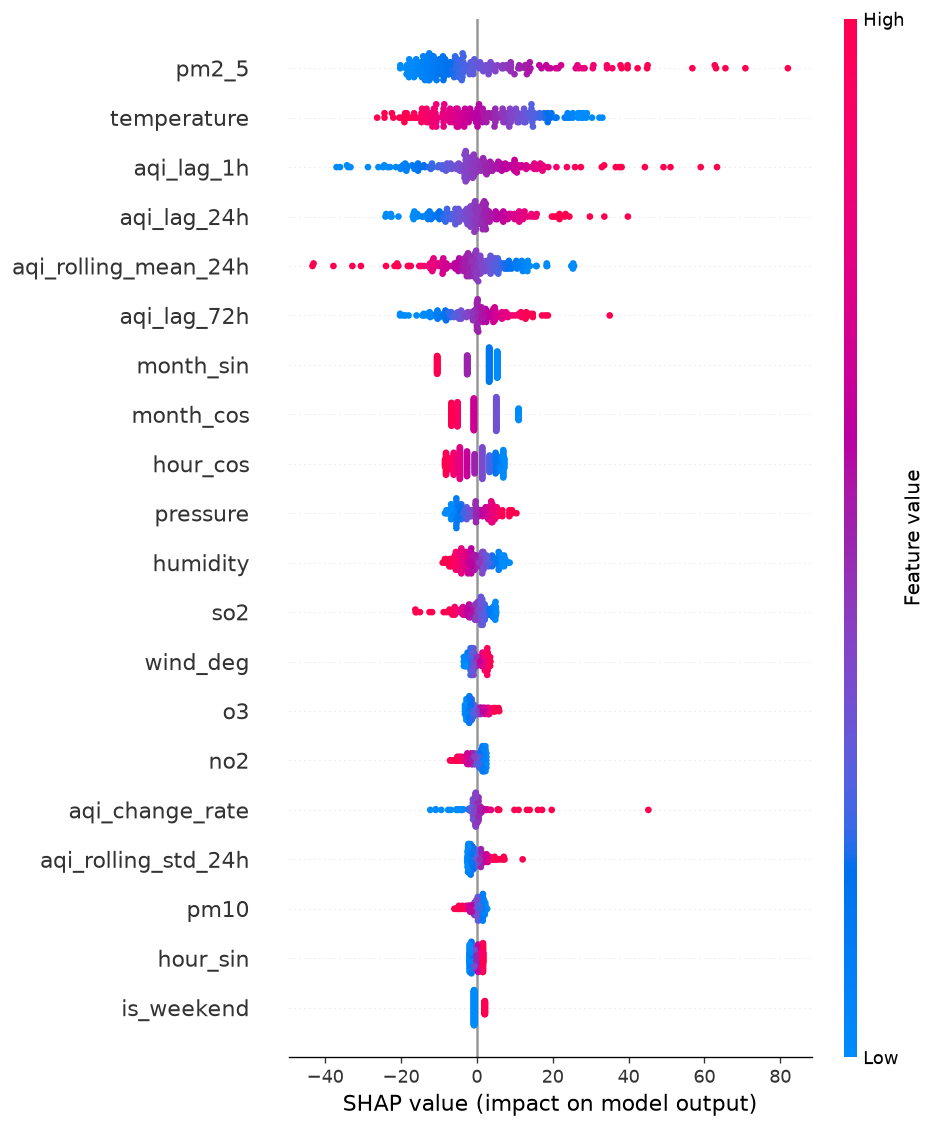 High
pm2_5
temperature
aqi_lag_1h
aqi_lag_24h
aqi_rolling_mean_24h
aqi_lag_72h
month_sin
month_cos
hour_cos
pressure
humidity
so2
wind_deg
o3
no2
aqi_change_rate
aqi_rolling_std_24h
pm10
hour_sin
is_weekend
Feature value
Low
−40 −20 0 20 40 60 80
SHAP value (impact on model output)